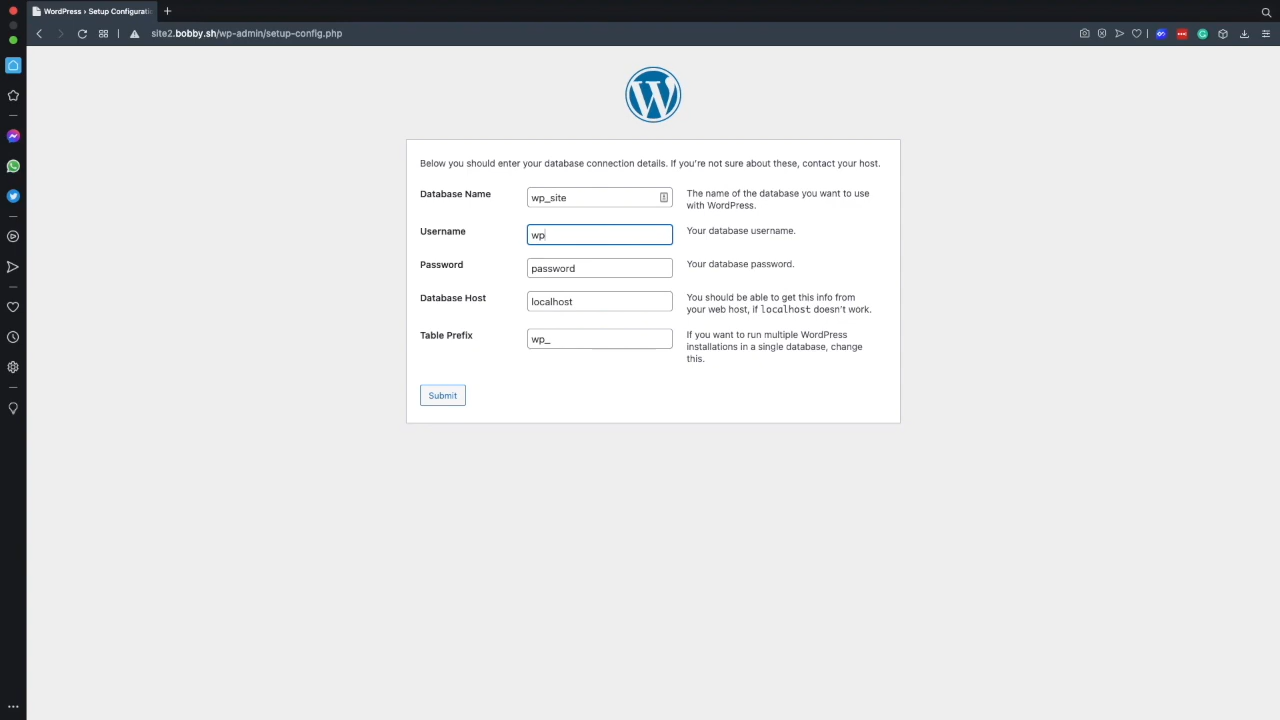 WordPress › Setup Configuratio
site2.bobby.sh/wp-admin/setup-config.php
Below you should enter your database connection details. If you're not sure about these, contact your host.
Database Name
wp_site
The name of the database you want to use
with WordPress.
Username
wp
Your database username.
Password
password
Your database password.
Database Host
localhost
You should be able to get this info from
your web host, if localhost doesn't work.
Table Prefix
wp_
If you want to run multiple WordPress
installations in a single database, change
this.
Submit